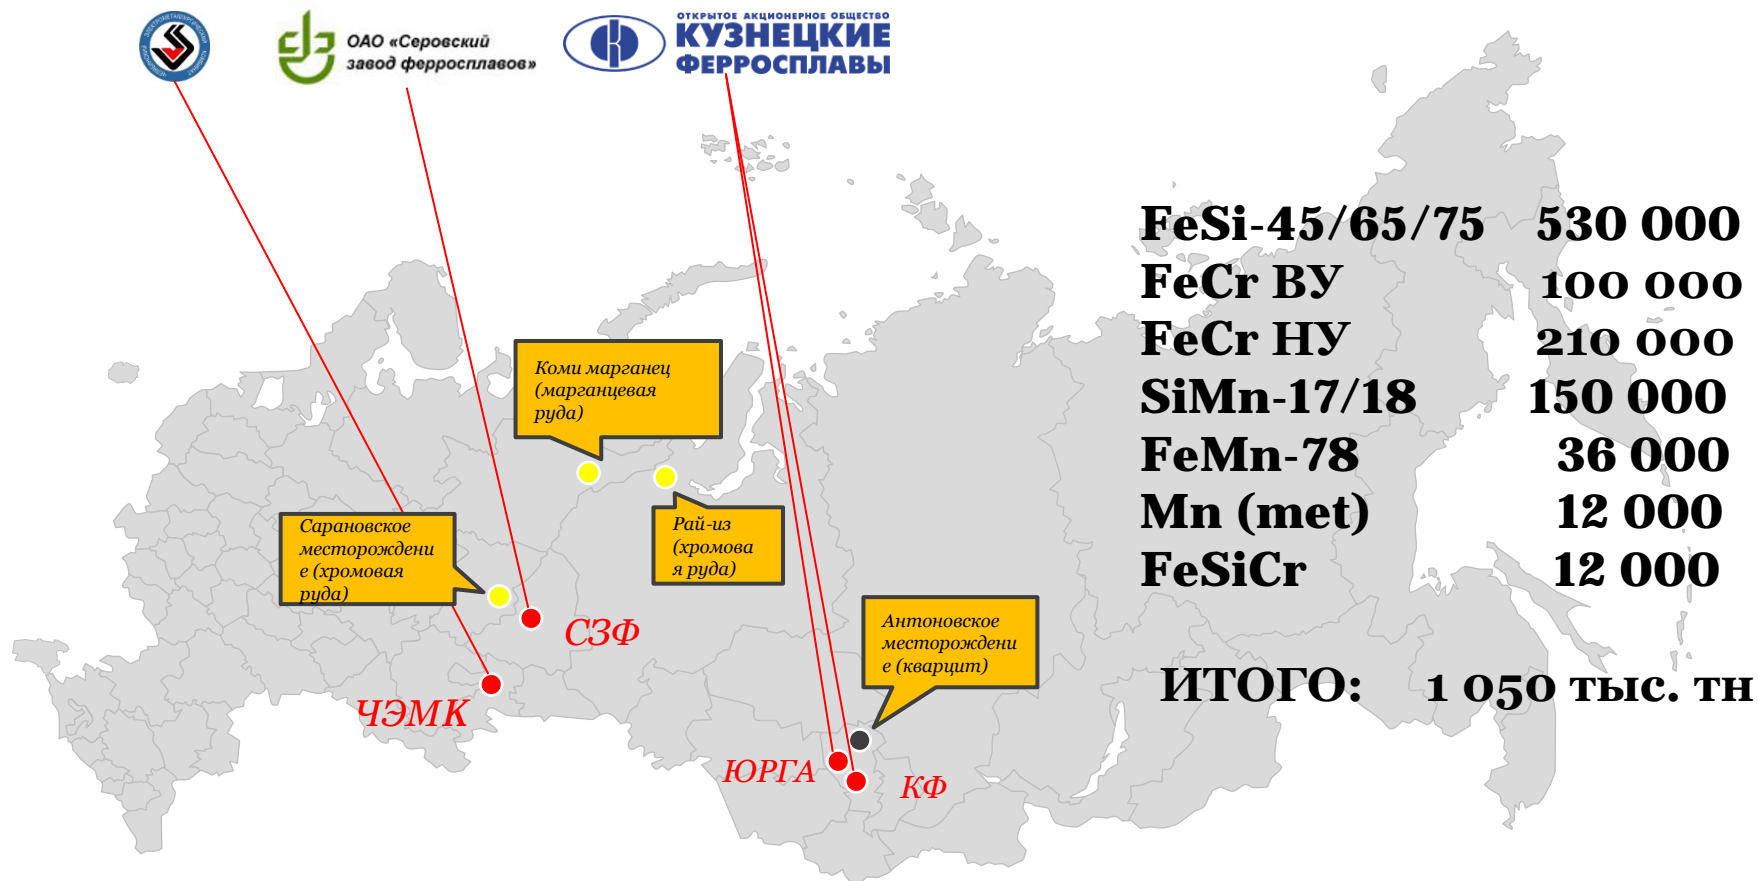 ЭЛЕКТРОМЕТАЛЛУРГИЧЕСКИЙ КОМБИНАТ ЧЕЛЯБИНСКИЙ
ОАО «Серовский
завод ферросплавов»
ОТКРЫТОЕ АКЦИОНЕРНОЕ ОБЩЕСТВО
КУЗНЕЦКИЕ
ФЕРРОСПЛАВЫ
FeSi-45/65/75 530 000
FeCr ВУ 100 000
FeCr НУ 210 000
SiMn-17/18 150 000
FeMn-78 36 000
Mn (met) 12 000
FeSiCr 12 000
ИТОГО: 1 050 тыс. тн
Коми марганец
(марганцевая
руда)
Рай-из
(хромова
я руда)
Сарановское
месторождени
е (хромовая
руда)
СЗФ
ЧЭМК
Антоновское
месторождени
е (кварцит)
ЮРГА
КФ